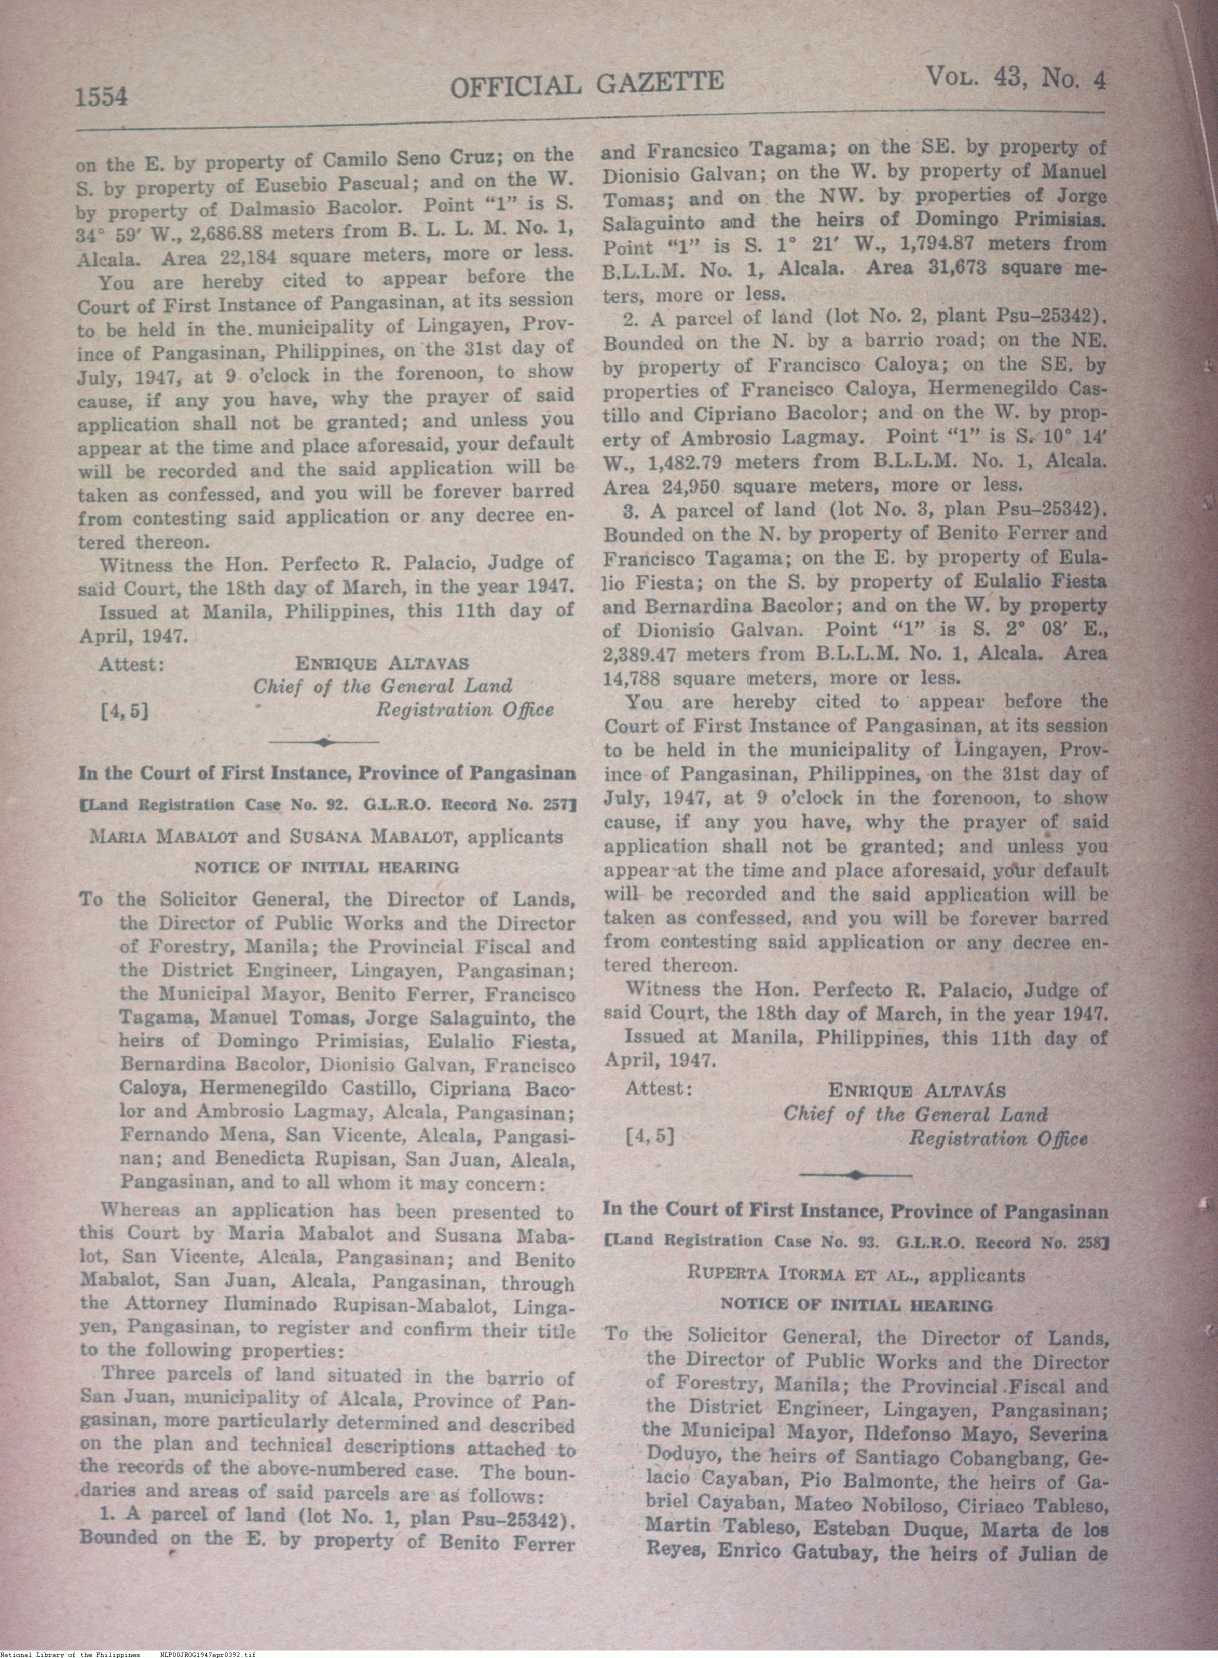 1554
OFFICIAL GAZETTE
VOL. 43, No. 4
on the E. by property of Camilo Seno Cruz; on the
S. by property of Eusebio Pascual; and on the W.
by property of Dalmasio Bacolor. Point “1” is S.
34° 59′ W., 2,686.88 meters from B. L. L. M. No. 1,
Alcala. Area 22,184 square meters, more or less.
You are hereby cited to appear before the
Court of First Instance of Pangasinan, at its session
to be held in the municipality of Lingayen, Prov-
ince of Pangasinan, Philippines, on the 31st day of
July, 1947, at 9 o'clock in the forenoon, to show
cause, if any you have, why the prayer of said
application shall not be granted; and unless you
appear at the time and place aforesaid, your default
will be recorded and the said application will be
taken as confessed, and you will be forever barred
from contesting said application or any decree en-
tered thereon.
Witness the Hon. Perfecto R. Palacio, Judge of
said Court, the 18th day of March, in the year 1947.
Issued at Manila, Philippines, this 11th day of
April, 1947.
Attest: ENRIQUE ALTAVAS
Chief of the General Land
[4, 5] Registration Office
In the Court of First Instance, Province of Pangasinan
[Land Registration Case No. 92. G.L.R.O. Record No. 257]
MARIA MABALOT and SUSANA MABALOT, applicants
NOTICE OF INITIAL HEARING
To the Solicitor General, the Director of Lands,
the Director of Public Works and the Director
of Forestry, Manila; the Provincial Fiscal and
the District Engineer, Lingayen, Pangasinan;
the Municipal Mayor, Benito Ferrer, Francisco
Tagama, Manuel Tomas, Jorge Salaguinto, the
heirs of Domingo Primisias, Eulalio Fiesta,
Bernardina Bacolor, Dionisio Galvan, Francisco
Caloya, Hermenegildo Castillo, Cipriana Baco-
lor and Ambrosio Lagmay, Alcala, Pangasinan;
Fernando Mena, San Vicente, Alcala, Pangasi-
nan; and Benedicta Rupisan, San Juan, Alcala,
Pangasinan, and to all whom it may concern:
Whereas an application has been presented to
this Court by Maria Mabalot and Susana Maba-
lot, San Vicente, Alcala, Pangasinan; and Benito
Mabalot, San Juan, Alcala, Pangasinan, through
the Attorney Iluminado Rupisan-Mabalot, Linga-
yen, Pangasinan, to register and confirm their title
to the following properties:
Three parcels of land situated in the barrio of
San Juan, municipality of Alcala, Province of Pan-
gasinan, more particularly determined and described
on the plan and technical descriptions attached to
the records of the above-numbered case. The boun-
daries and areas of said parcels are as follows:
1. A parcel of land (lot No. 1, plan Psu–25342).
Bounded on the E. by property of Benito Ferrer
and Francsico Tagama; on the SE. by property of
Dionisio Galvan; on the W. by property of Manuel
Tomas; and on the NW. by properties of Jorge
Salaguinto and the heirs of Domingo Primisias.
Point “1” is S. 1° 21′ W., 1,794.87 meters from
B.L.L.M. No. 1, Alcala. Area 31,673 square me-
ters, more or less.
2. A parcel of land (lot No. 2, plant Psu–25342).
Bounded on the N. by a barrio road; on the NE.
by property of Francisco Caloya; on the SE. by
properties of Francisco Caloya, Hermenegildo Cas-
tillo and Cipriano Bacolor; and on the W. by prop-
erty of Ambrosio Lagmay. Point “1” is S. 10° 14′
W., 1,482.79 meters from B.L.L.M. No. 1, Alcala.
Area 24,950 square meters, more or less.
3. A parcel of land (lot No. 3, plan Psu–25342).
Bounded on the N. by property of Benito Ferrer and
Francisco Tagama; on the E. by property of Eula-
lio Fiesta; on the S. by property of Eulalio Fiesta
and Bernardina Bacolor; and on the W. by property
of Dionisio Galvan. Point “1” is S. 2° 08′ E.,
2,389.47 meters from B.L.L.M. No. 1, Alcala. Area
14,788 square meters, more or less.
You are hereby cited to appear before the
Court of First Instance of Pangasinan, at its session
to be held in the municipality of Lingayen, Prov-
ince of Pangasinan, Philippines, on the 31st day of
July, 1947, at 9 o'clock in the forenoon, to show
cause, if any you have, why the prayer of said
application shall not be granted; and unless you
appear at the time and place aforesaid, your default
will be recorded and the said application will be
taken as confessed, and you will be forever barred
from contesting said application or any decree en-
tered thereon.
Witness the Hon. Perfecto R. Palacio, Judge of
said Court, the 18th day of March, in the year 1947.
Issued at Manila, Philippines, this 11th day of
April, 1947.
Attest: ENRIQUE ALTAVÁS
Chief of the General Land
[4, 5] Registration Office
In the Court of First Instance, Province of Pangasinan
[Land Registration Case No. 93. G.L.R.O. Record No. 258]
RUPERTA ITORMA ET AL., applicants
NOTICE OF INITIAL HEARING
To the Solicitor General, the Director of Lands,
the Director of Public Works and the Director
of Forestry, Manila; the Provincial Fiscal and
the District Engineer, Lingayen, Pangasinan;
the Municipal Mayor, Ildefonso Mayo, Severina
Doduyo, the heirs of Santiago Cobangbang, Ge-
lacio Cayaban, Pio Balmonte, the heirs of Ga-
briel Cayaban, Mateo Nobiloso, Ciriaco Tableso,
Martin Tableso, Esteban Duque, Marta de los
Reyes, Enrico Gatubay, the heirs of Julian de
National Library of the Philippines NLP00JROG1947apr0392.tif